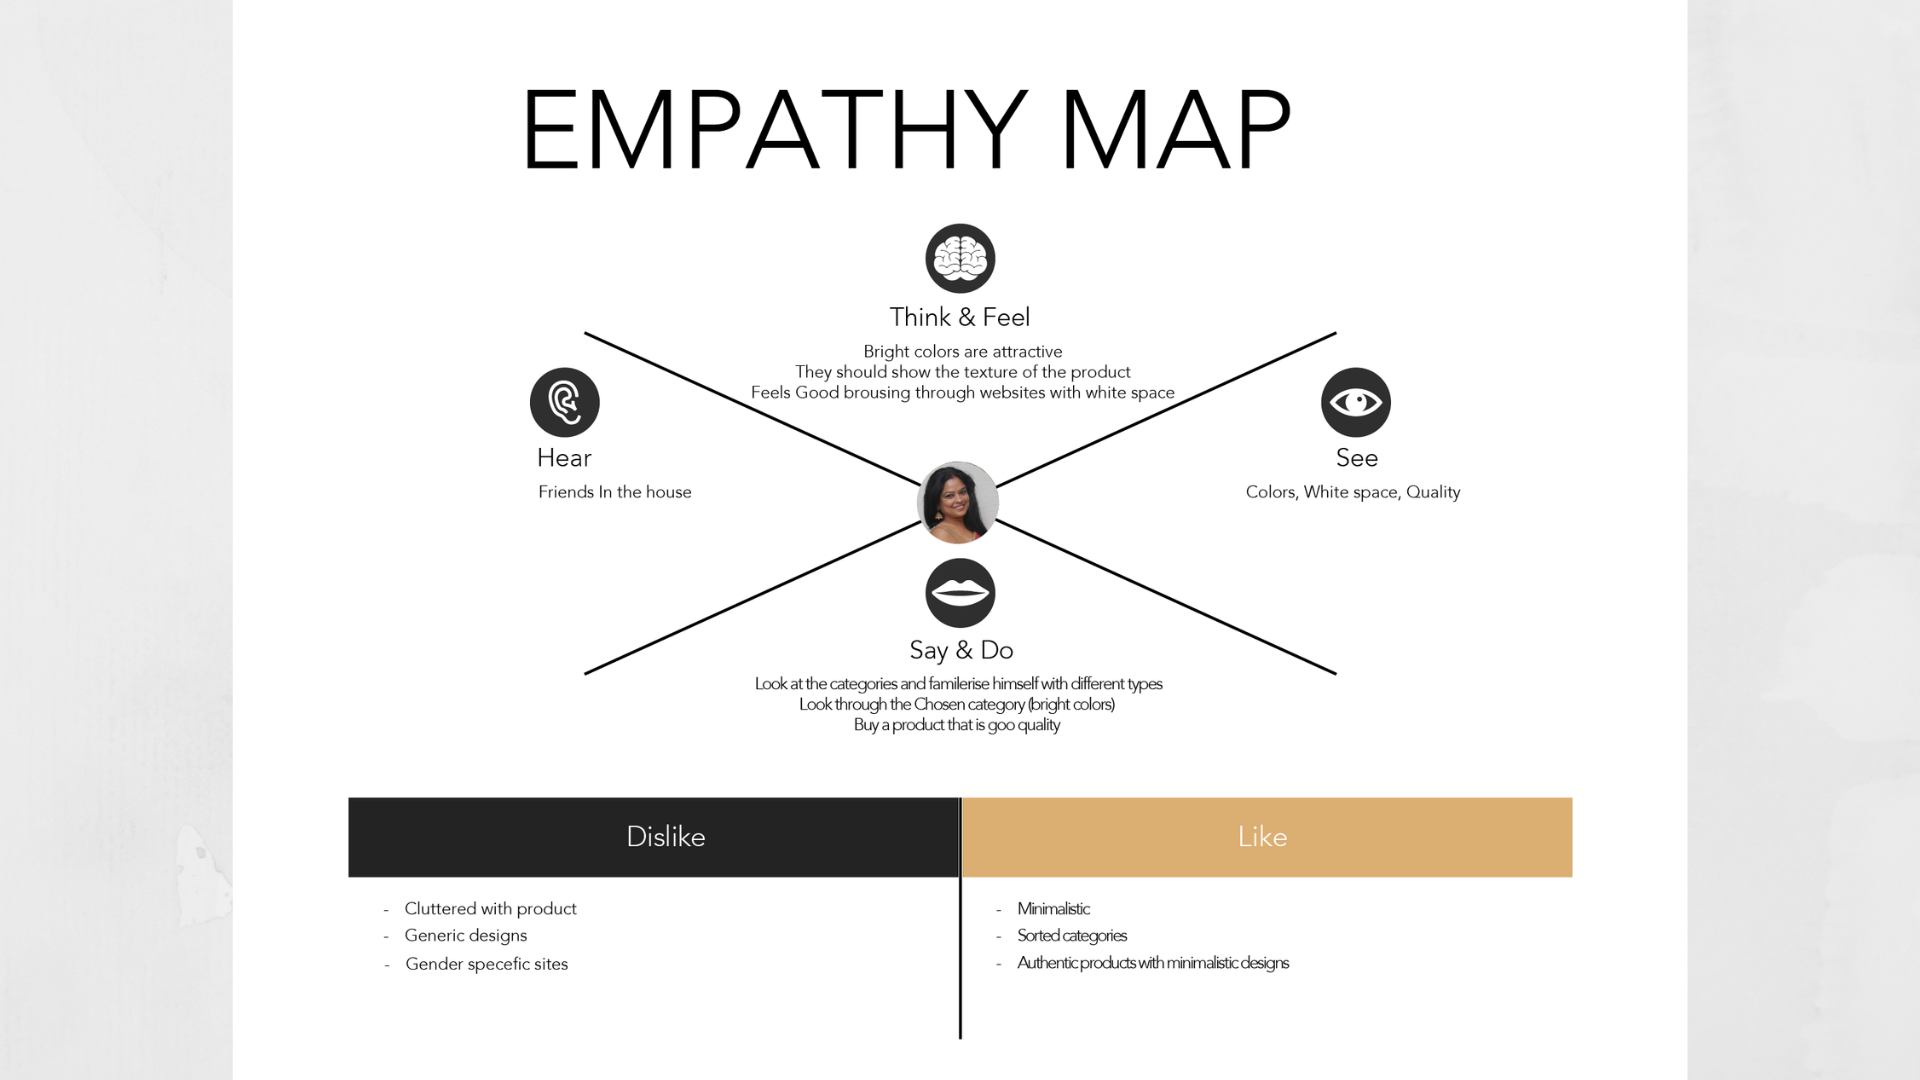 EMPATHY MAP
Think & Feel
Bright colors are attractive
They should show the texture of the product
Feels Good brousing through websites with white space
Hear
Friends In the house
See
Colors, White space, Quality
Say & Do
Look at the categories and familerise himself with different types
Look through the Chosen category (bright colors)
Buy a product that is goo quality
Dislike
- Cluttered with product
- Generic designs
- Gender specefic sites
Like
- Minimalistic
- Sorted categories
- Authentic products with minimalistic designs